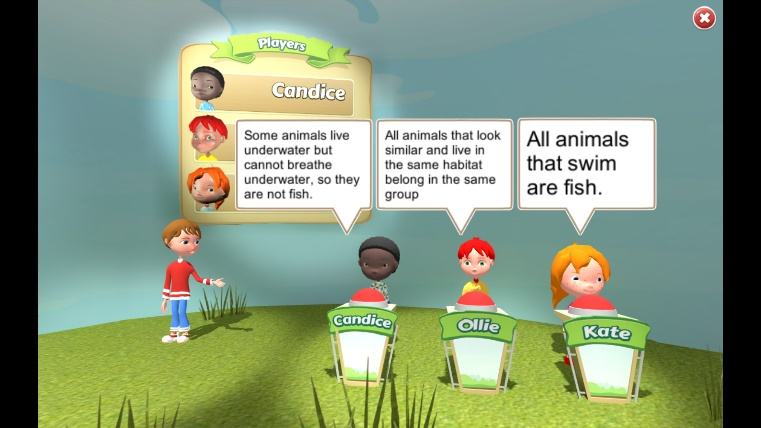 Players
Candice
Some animals live
underwater but
cannot breathe
underwater, so they
are not fish.
All animals that look
similar and live in
the same habitat
belong in the same
group
All animals
that swim
are fish.
Candice
Ollie
Kate